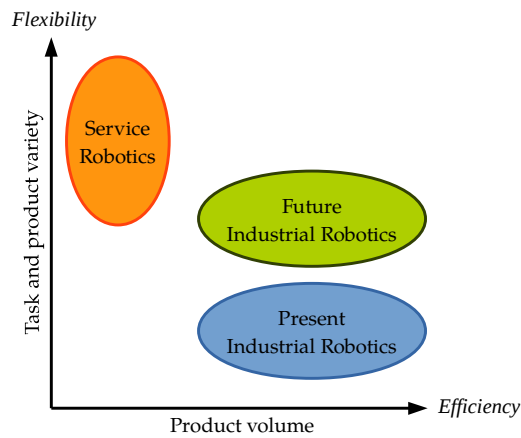 Flexibility
Task and product variety
Service
Robotics
Future
Industrial Robotics
Present
Industrial Robotics
Efficiency
Product volume